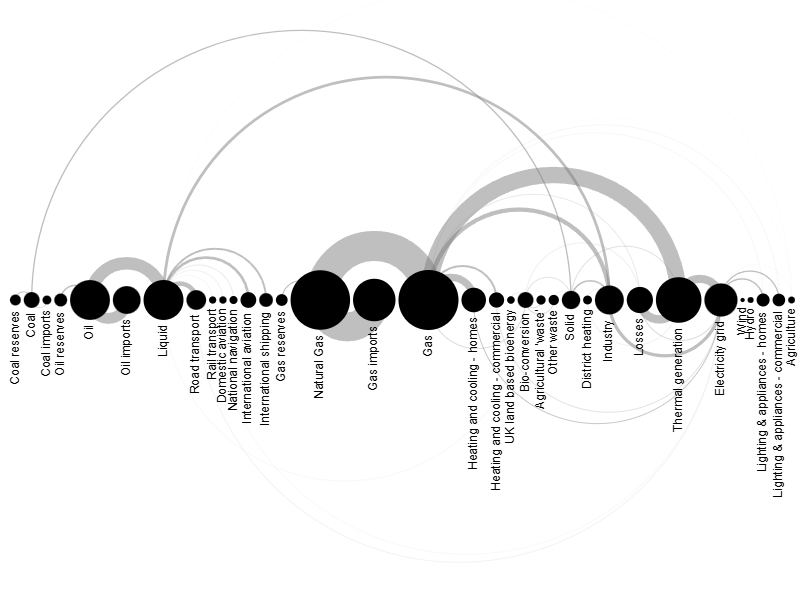 Coal reserves
Coal
Coal imports
Oil reserves
Oil
Oil imports
Liquid
Road transport
Rail transport
Domestic aviation
National navigation
International aviation
International shipping
Gas reserves
Natural Gas
Gas imports
Gas
Heating and cooling - homes
Heating and cooling - commercial
UK land based bioenergy
Bio-conversion
Agricultural 'waste'
Other waste
Solid
District heating
Industry
Losses
Thermal generation
Electricity grid
Wind
Hydro
Lighting & appliances - homes
Lighting & appliances - commercial
Agriculture